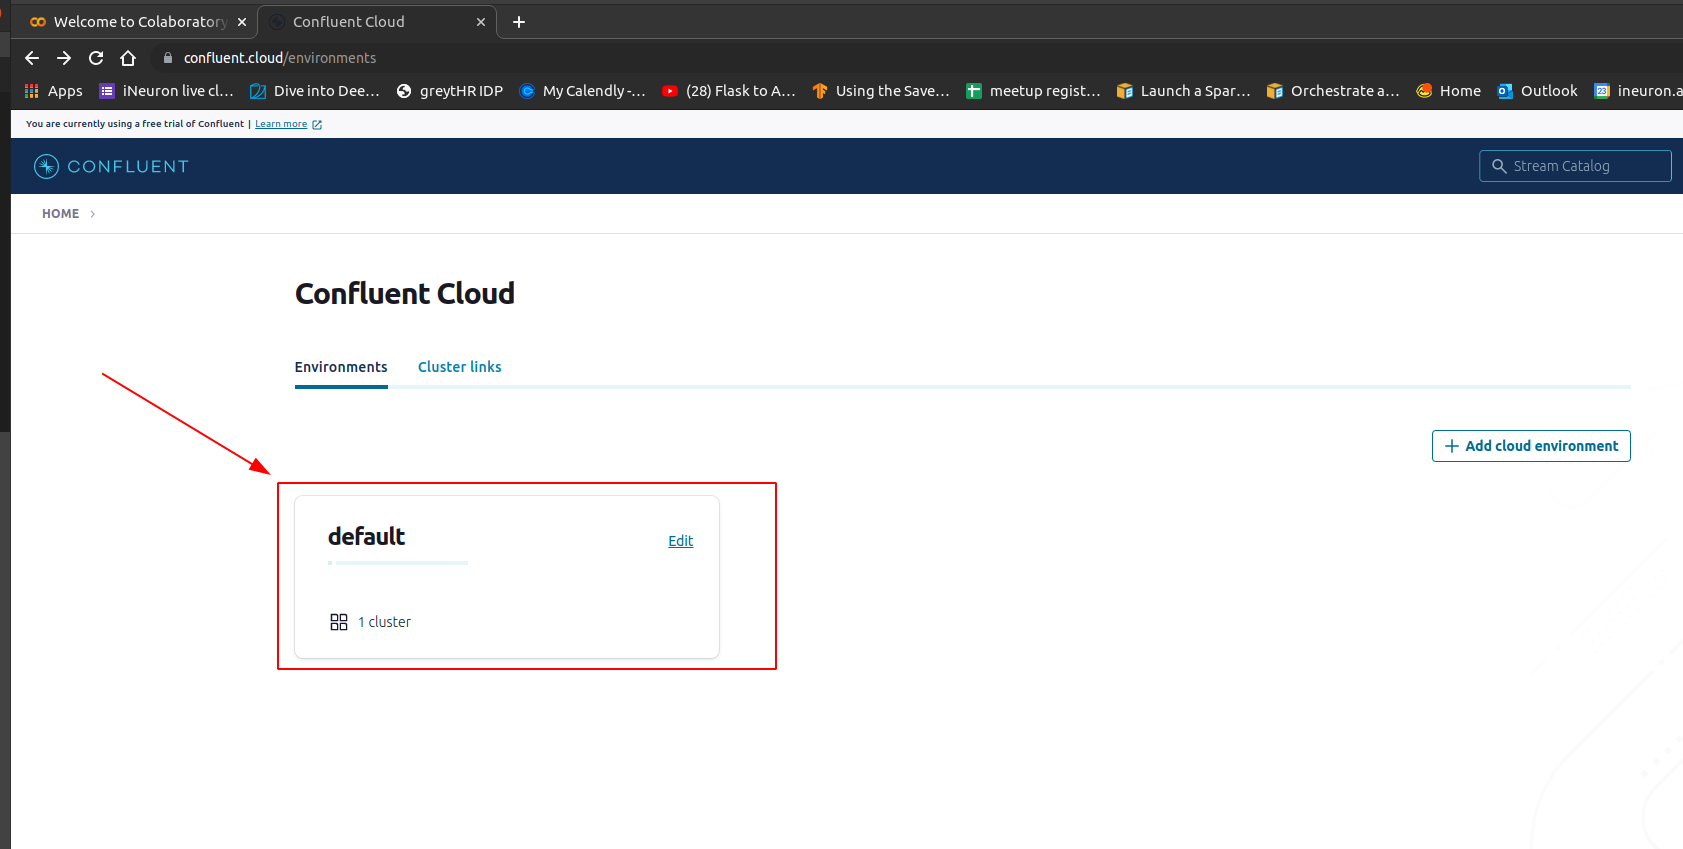 Welcome to Colaboratory
Confluent Cloud
confluent.cloud/environments
Apps
iNeuron live cl...
Dive into Dee...
greytHR IDP
My Calendly -...
(28) Flask to A...
Using the Save...
meetup regist...
Launch a Spar...
Orchestrate a...
Home
Outlook
23
ineuron.a
You are currently using a free trial of Confluent | Learn more
CONFLUENT
Stream Catalog
HOME
Confluent Cloud
Environments
Cluster links
Add cloud environment
default
Edit
1 cluster